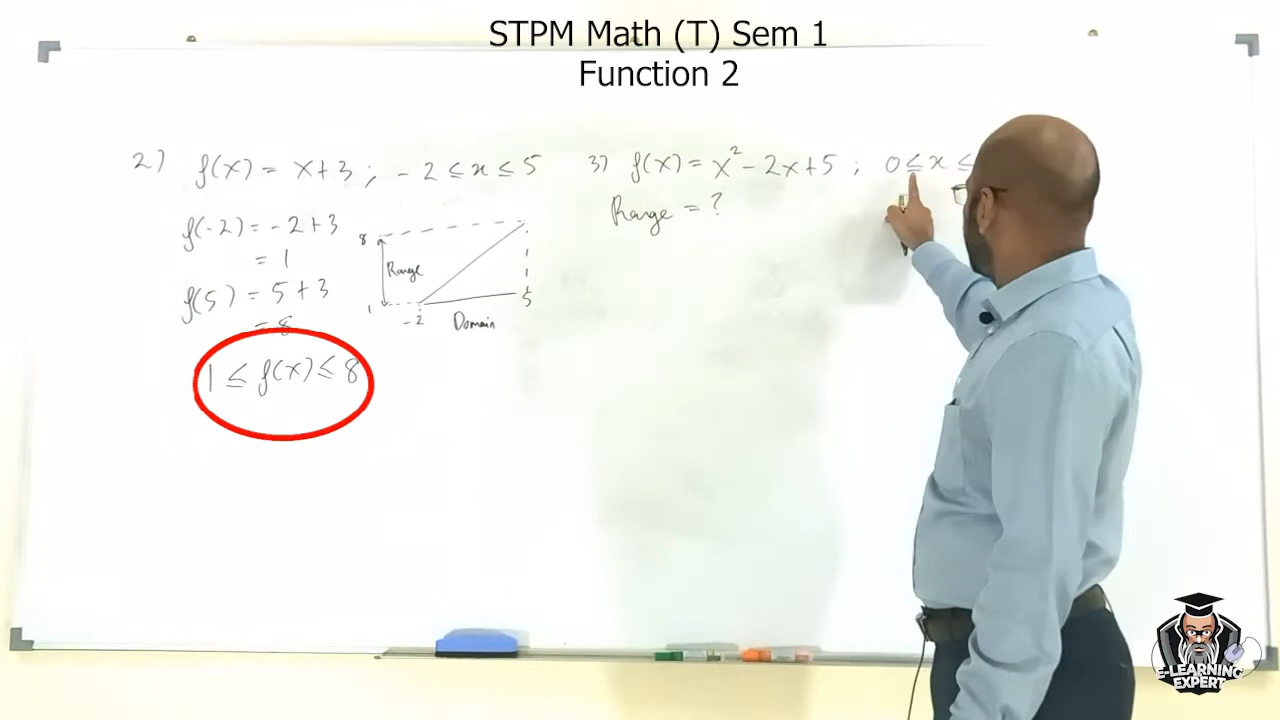 STPM Math (T) Sem 1
Function 2
2) f(x) = x+3 ; -2 ≤ x ≤ 5
f(-2) = -2+3
= 1
f(5) = 5+3
= 8
1 ≤ f(x) ≤ 8
8
Range
1
-2
5
Domain
3) f(x) = x² - 2x+5 ; 0 ≤ x ≤
Range = ?
E-LEARNING
EXPERT